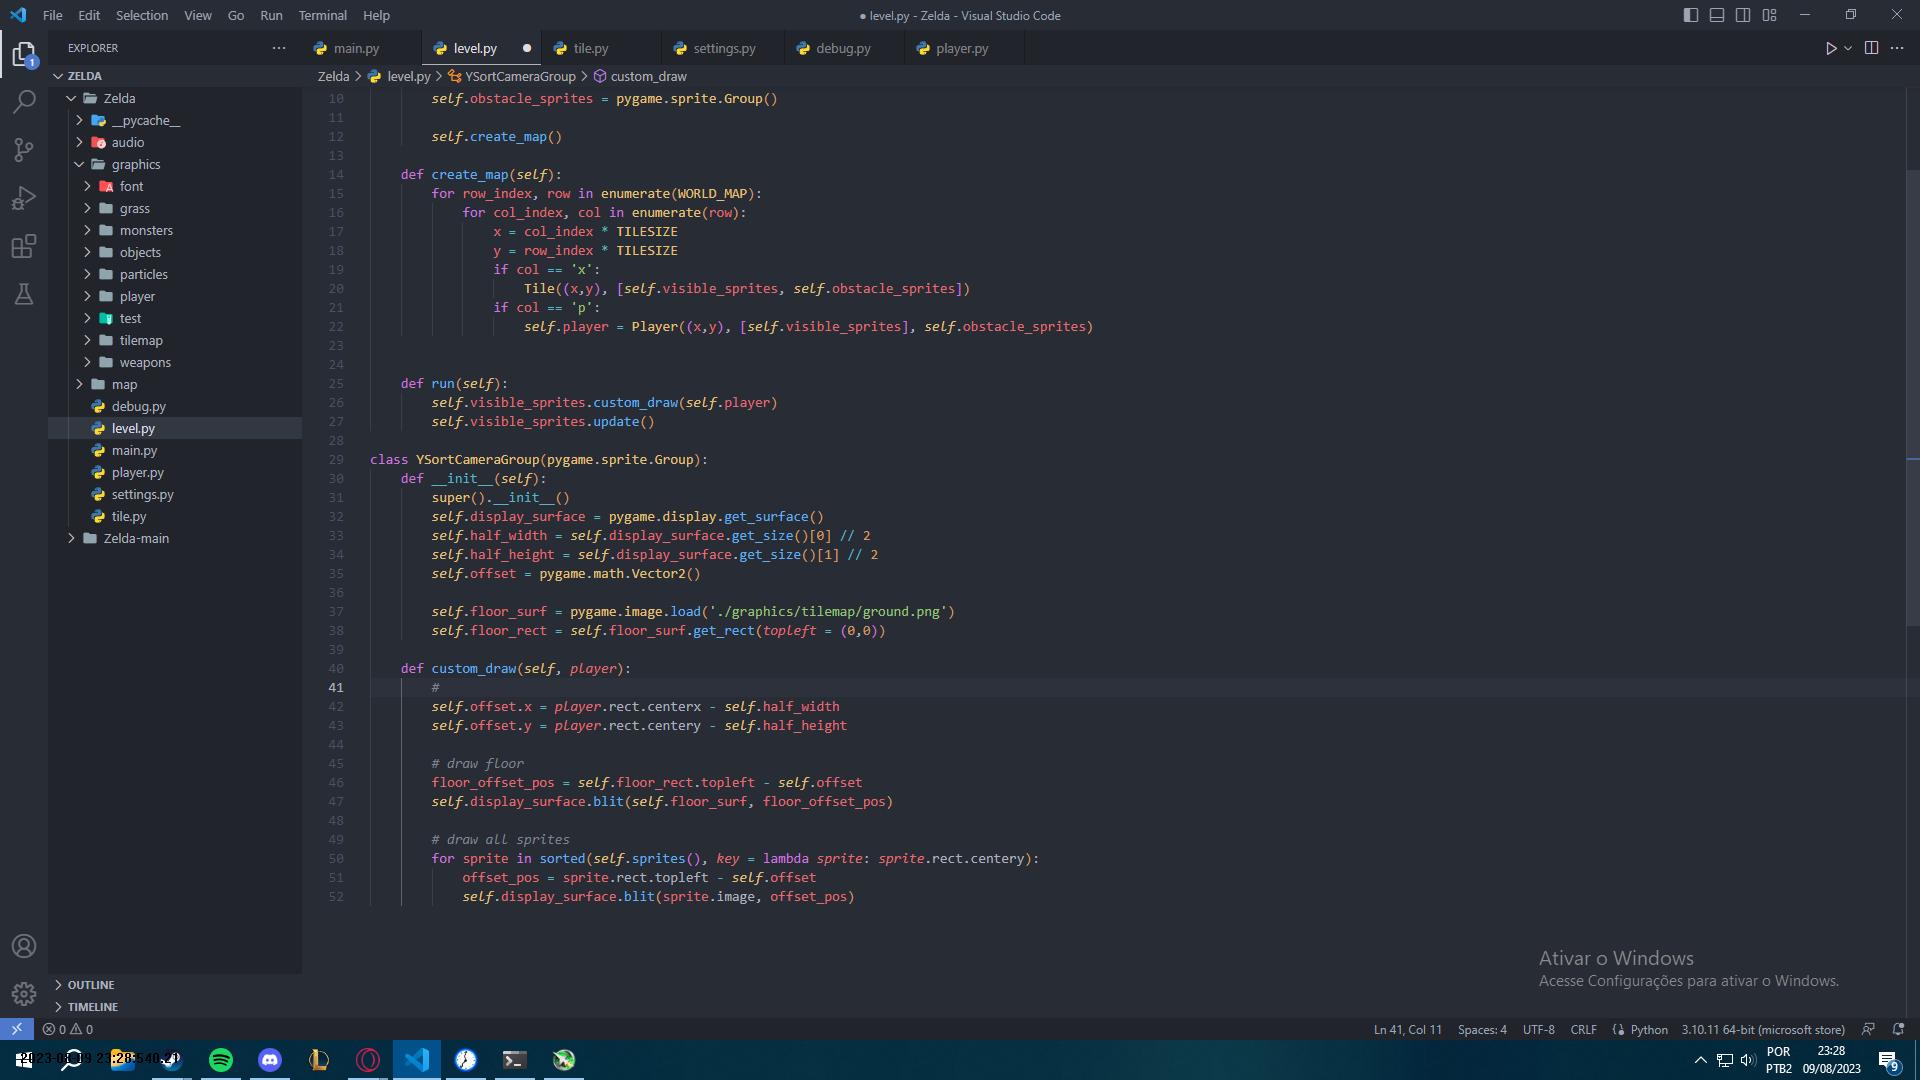 File Edit Selection View Go Run Terminal Help
● level.py - Zelda - Visual Studio Code
EXPLORER
main.py level.py tile.py settings.py debug.py player.py
ZELDA
Zelda > level.py > YSortCameraGroup > custom_draw
Zelda
__pycache__
audio
graphics
font
grass
monsters
objects
particles
player
test
tilemap
weapons
map
debug.py
level.py
main.py
player.py
settings.py
tile.py
Zelda-main
OUTLINE
TIMELINE
10 self.obstacle_sprites = pygame.sprite.Group()
11
12 self.create_map()
13
14 def create_map(self):
15 for row_index, row in enumerate(WORLD_MAP):
16 for col_index, col in enumerate(row):
17 x = col_index * TILESIZE
18 y = row_index * TILESIZE
19 if col == 'x':
20 Tile((x,y), [self.visible_sprites, self.obstacle_sprites])
21 if col == 'p':
22 self.player = Player((x,y), [self.visible_sprites], self.obstacle_sprites)
23
24
25 def run(self):
26 self.visible_sprites.custom_draw(self.player)
27 self.visible_sprites.update()
28
29 class YSortCameraGroup(pygame.sprite.Group):
30 def __init__(self):
31 super().__init__()
32 self.display_surface = pygame.display.get_surface()
33 self.half_width = self.display_surface.get_size()[0] // 2
34 self.half_height = self.display_surface.get_size()[1] // 2
35 self.offset = pygame.math.Vector2()
36
37 self.floor_surf = pygame.image.load('./graphics/tilemap/ground.png')
38 self.floor_rect = self.floor_surf.get_rect(topleft = (0,0))
39
40 def custom_draw(self, player):
41 #
42 self.offset.x = player.rect.centerx - self.half_width
43 self.offset.y = player.rect.centery - self.half_height
44
45 # draw floor
46 floor_offset_pos = self.floor_rect.topleft - self.offset
47 self.display_surface.blit(self.floor_surf, floor_offset_pos)
48
49 # draw all sprites
50 for sprite in sorted(self.sprites(), key = lambda sprite: sprite.rect.centery):
51 offset_pos = sprite.rect.topleft - self.offset
52 self.display_surface.blit(sprite.image, offset_pos)
Ativar o Windows
Acesse Configurações para ativar o Windows.
0 0
Ln 41, Col 11 Spaces: 4 UTF-8 CRLF Python 3.10.11 64-bit (microsoft store)
POR
PTB2
23:28
09/08/2023
9
1